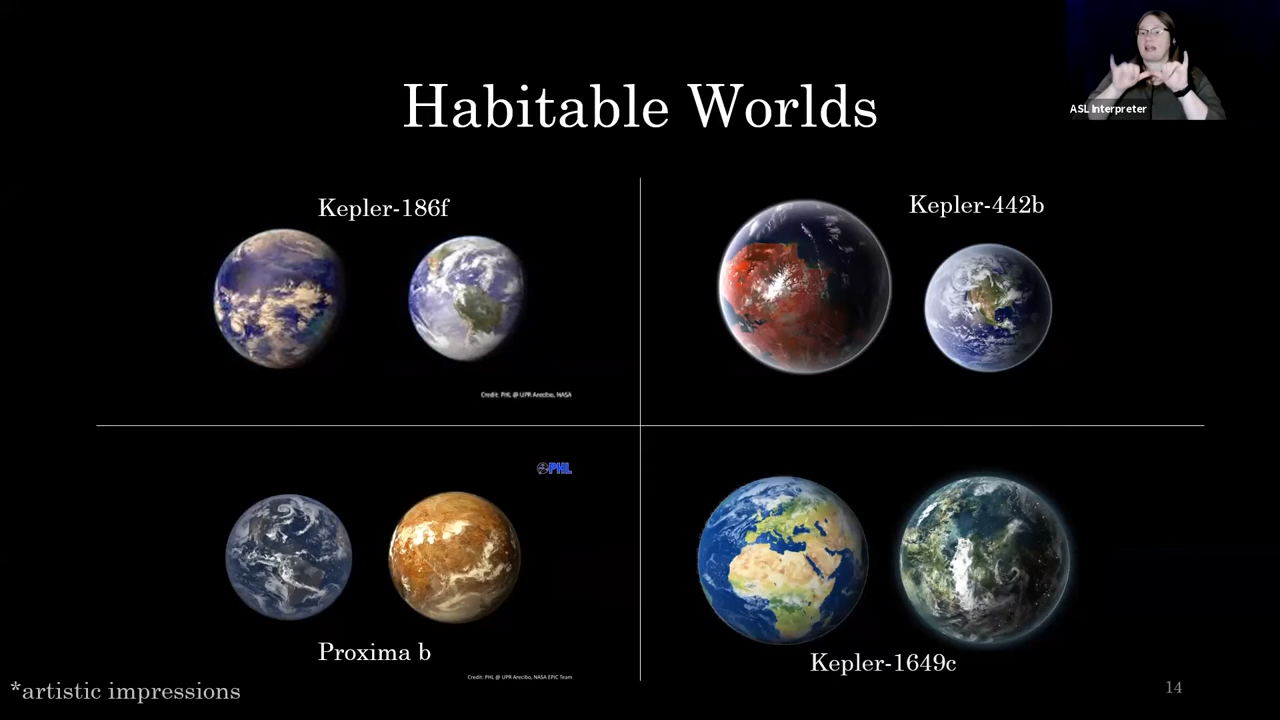 ASL Interpreter
Habitable Worlds
Kepler-186f
Kepler-442b
Credit: PHL @ UPR Arecibo, NASA
PHL
Proxima b
Kepler-1649c
Credit: PHL @ UPR Arecibo, NASA EPIC Team
*artistic impressions
14